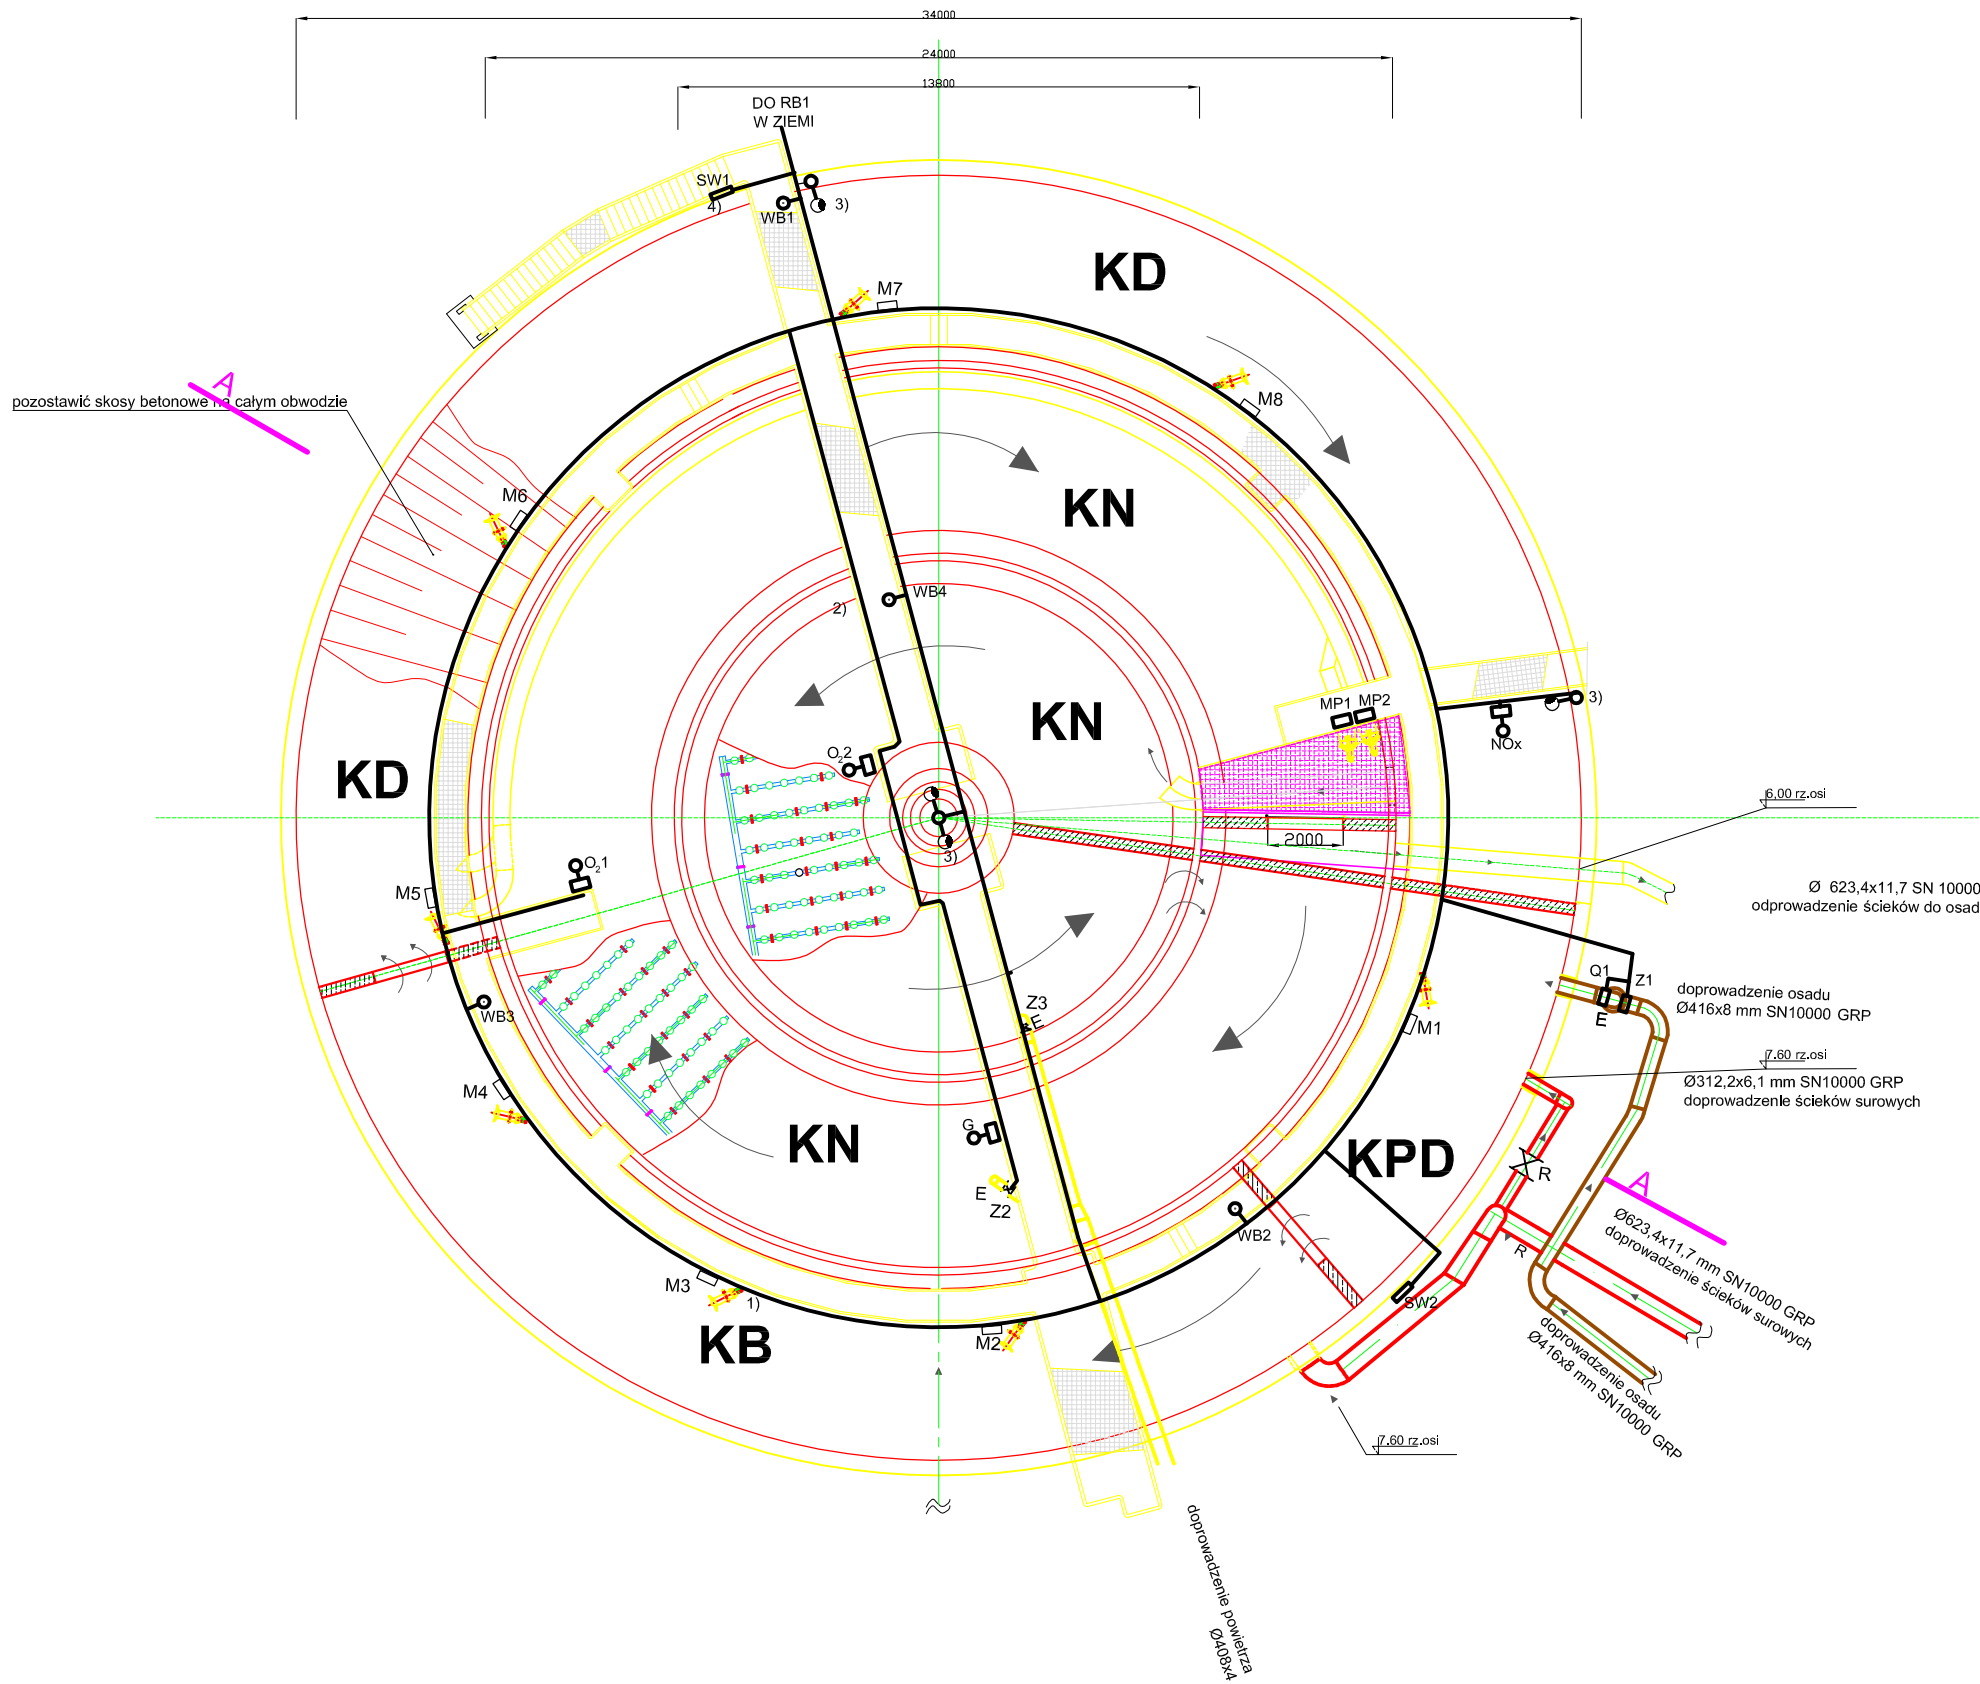 34000
24000
13800
DO RB1
W ZIEMI
SW1
4)
WB1
3)
KD
M7
A
pozostawić skosy betonowe na całym obwodzie
M8
M6
KN
2)
WB4
KN
MP1
MP2
3)
NOx
O₂2
KD
6,00 rz.osi
2000
3)
O₂1
M5
Ø 623,4x11,7 SN 10000
odprowadzenie ścieków do osad
Q1
Z1
E
doprowadzenie osadu
Ø416x8 mm SN10000 GRP
WB3
Z3
E
M1
7.60 rz.osi
Ø312,2x6,1 mm SN10000 GRP
doprowadzenie ścieków surowych
M4
G
KN
KPD
R
A
E
Z2
WB2
R
Ø623,4x11,7 mm SN10000 GRP
doprowadzenie ścieków surowych
M3
1)
SW2
KB
M2
doprowadzenie osadu
Ø416x8 mm SN10000 GRP
7.60 rz.osi
doprowadzenie powietrza
Ø408x4